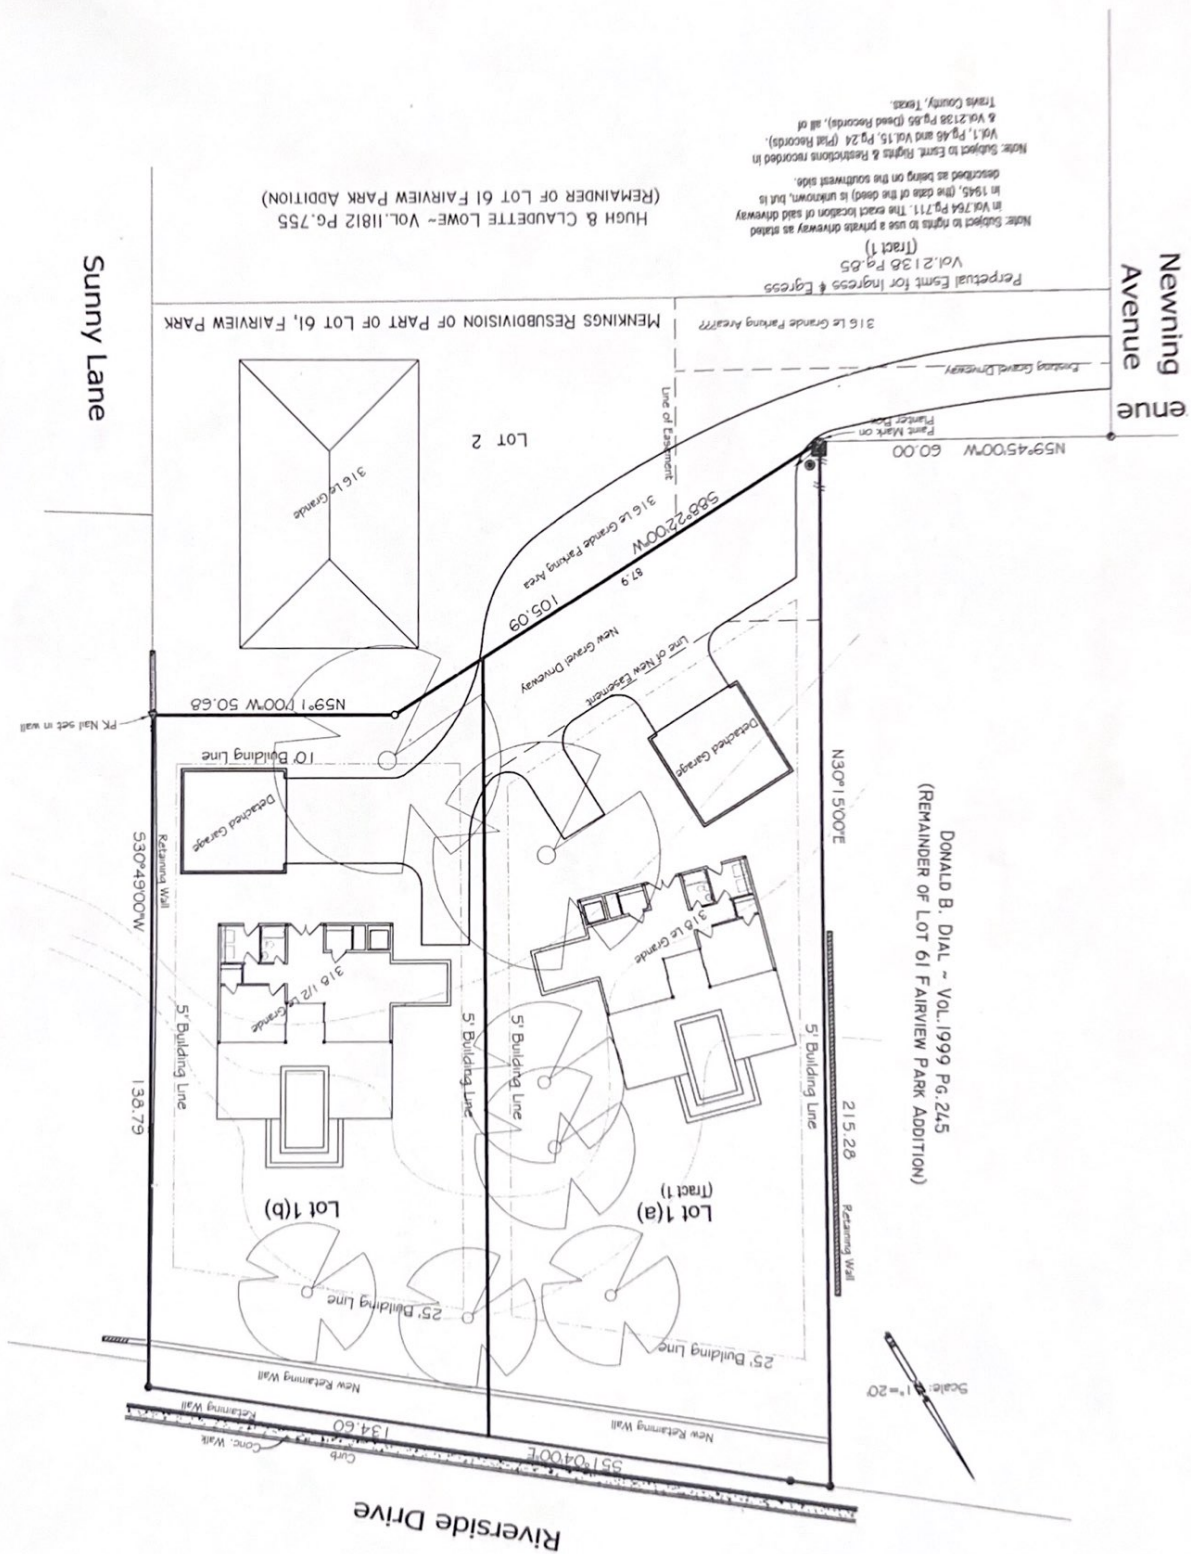 Riverside Drive
Curb
Conc. Walk
Retaining Wall
134.60
S51°04'00"E
New Retaining Wall
New Retaining Wall
Scale: 1"=20'
25' Building Line
25' Building Line
Lot 1(a)
(Tract 1)
Lot 1(b)
Retaining Wall
215.28
5' Building Line
5' Building Line
5' Building Line
5' Building Line
138.79
S30°49'00"W
Retaining Wall
DONALD B. DIAL ~ VOL.1999 PG.245
(REMAINDER OF LOT 61 FAIRVIEW PARK ADDITION)
318 Le Grande
318 1/2 Le Grande
N30°15'00"E
Detached Garage
Detached Garage
10' Building Line
PK Nail set in wall
N59°11'00"W 50.68
Line of New Easement
New Gravel Driveway
105.09
87.9
S88°22'00"W
316 Le Grande Parking Area
316 Le Grande
Line of Easement
LOT 2
N59°45'00"W 60.00
Paint Mark on
Planter Box
Existing Gravel Driveway
enue
Newning
Avenue
Sunny Lane
316 Le Grande Parking Area???
MENKINGS RESUBDIVISION OF PART OF LOT 61, FAIRVIEW PARK
Perpetual Esmt for Ingress & Egress
Vol.2138 Pg.85
(Tract 1)
Note: Subject to rights to use a private driveway as stated
in Vol.764 Pg.711. The exact location of said driveway
in 1945, (the date of the deed) is unknown, but is
described as being on the southwest side.
Note: Subject to Esmt. Rights & Restrictions recorded in
Vol.1, Pg.46 and Vol.15, Pg.24 (Plat Records).
& Vol.2138 Pg.85 (Deed Records), all of
Travis County, Texas.
HUGH & CLAUDETTE LOWE~ VOL.11812 PG.755
(REMAINDER OF LOT 61 FAIRVIEW PARK ADDITION)